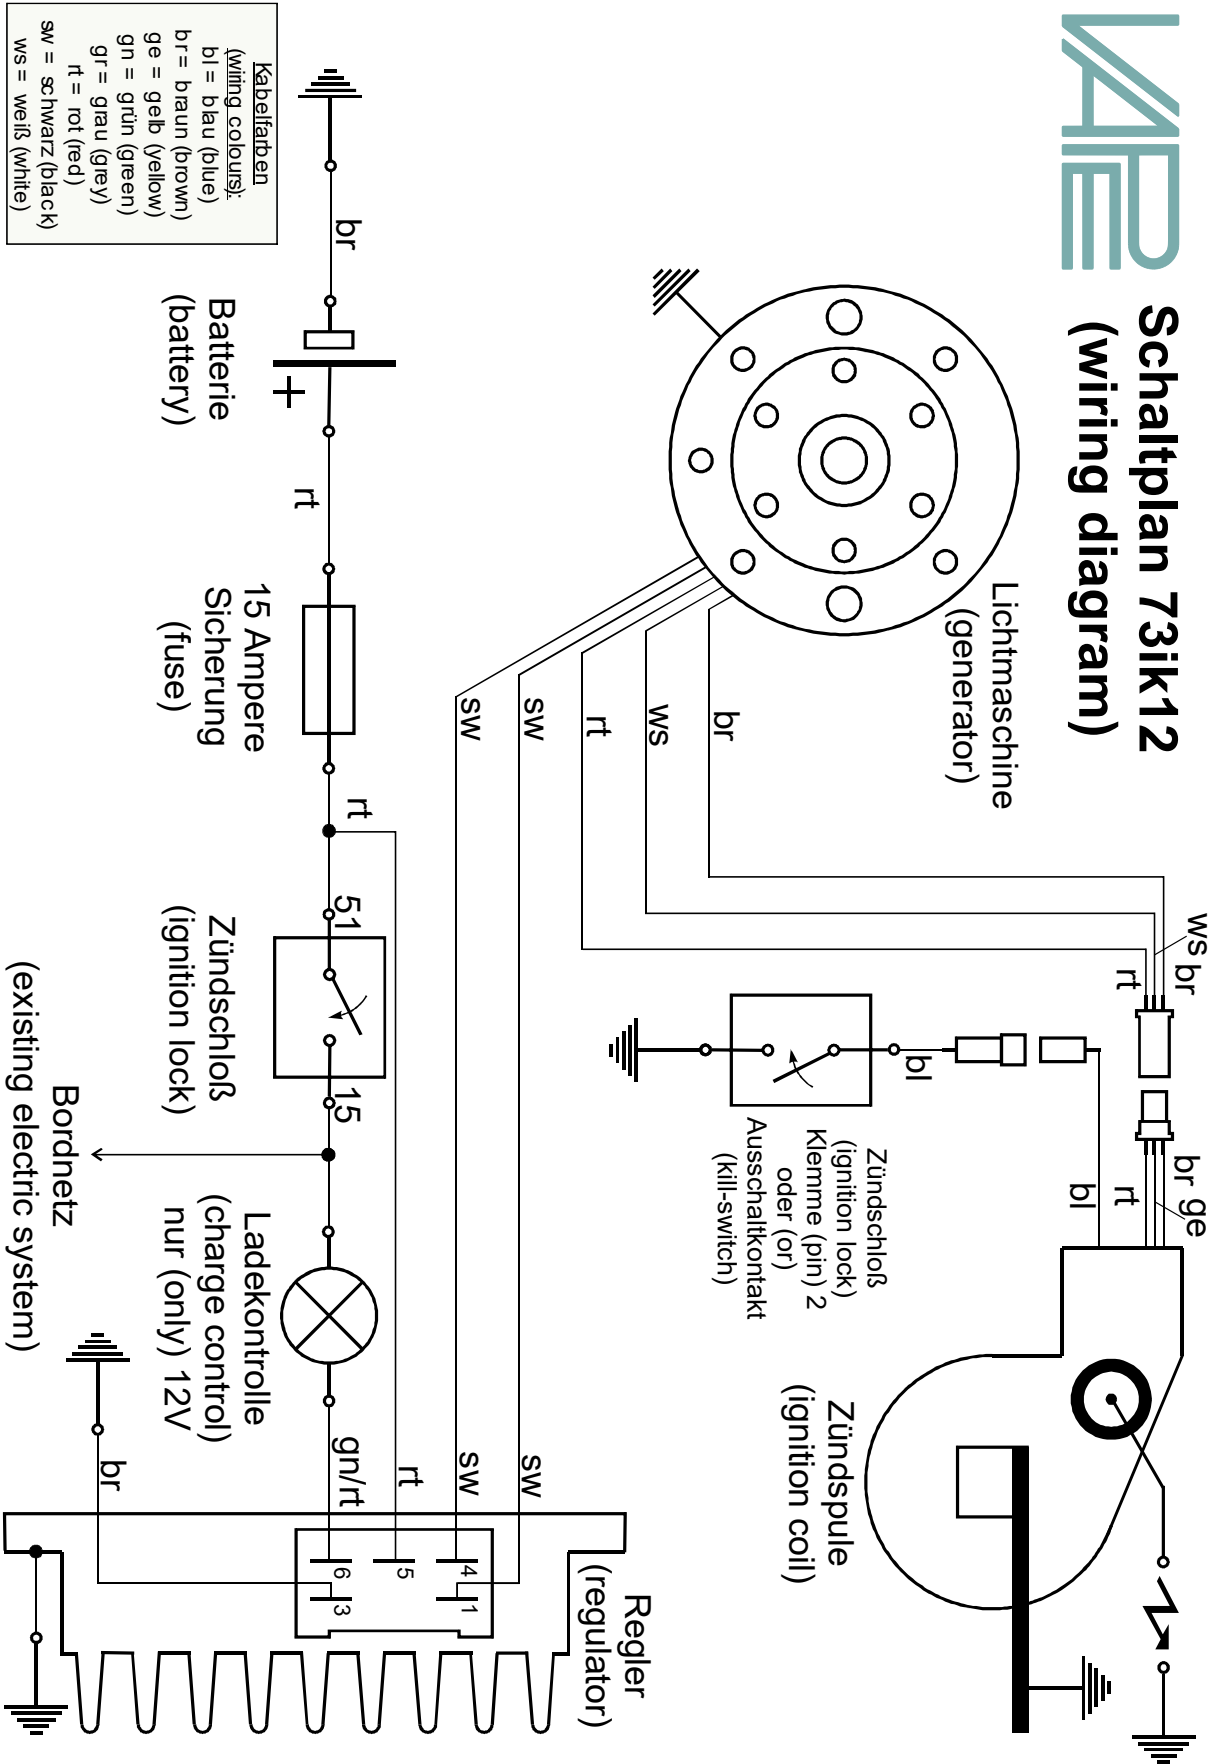 VAPE
Schaltplan 73ik12
(wiring diagram)
Lichtmaschine
(generator)
br
ws
rt
sw
sw
ws br
rt
br ge
rt
bl
bl
Zündschloß
(ignition lock)
Klemme (pin) 2
oder (or)
Ausschaltkontakt
(kill-switch)
Zündspule
(ignition coil)
Regler
(regulator)
sw
sw
rt
gn/rt
br
4
1
5
6
3
br
Batterie
(battery)
+
rt
15 Ampere
Sicherung
(fuse)
rt
51
15
Zündschloß
(ignition lock)
Ladekontrolle
(charge control)
nur (only) 12V
Bordnetz
(existing electric system)
Kabelfarben
(wiring colours):
bl = blau (blue)
br = braun (brown)
ge = gelb (yellow)
gn = grün (green)
gr = grau (grey)
rt = rot (red)
sw = schwarz (black)
ws = weiß (white)